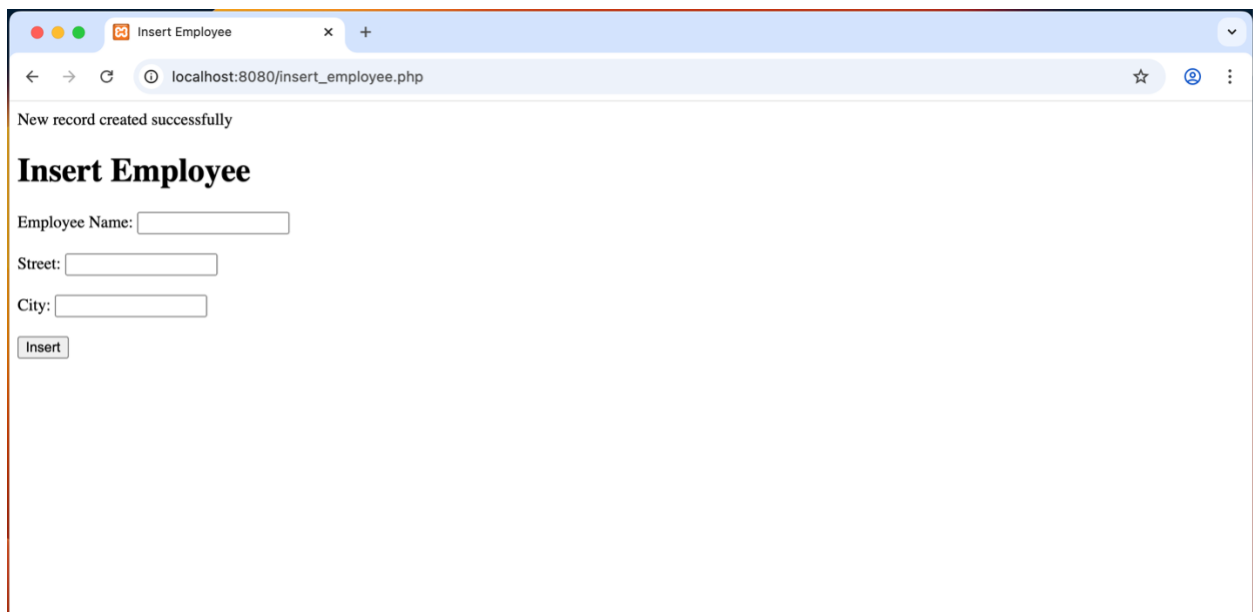 Insert Employee
localhost:8080/insert_employee.php
New record created successfully
Insert Employee
Employee Name:
Street:
City:
Insert